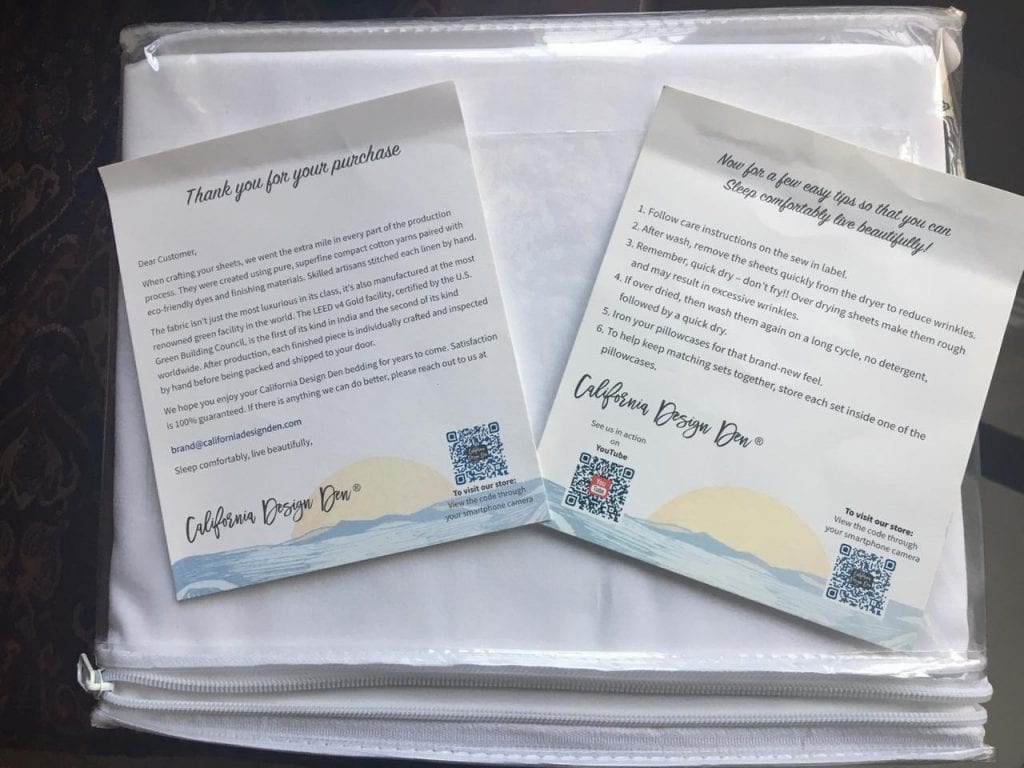 Thank you for your purchase
Dear Customer,
When crafting your sheets, we went the extra mile in every part of the production
process. They were created using pure, superfine compact cotton yarns paired with
eco-friendly dyes and finishing materials. Skilled artisans stitched each linen by hand.
The fabric isn't just the most luxurious in its class, it's also manufactured at the most
renowned green facility in the world. The LEED v4 Gold facility, certified by the U.S.
Green Building Council, is the first of its kind in India and the second of its kind
worldwide. After production, each finished piece is individually crafted and inspected
by hand before being packed and shipped to your door.
We hope you enjoy your California Design Den bedding for years to come. Satisfaction
is 100% guaranteed. If there is anything we can do better, please reach out to us at
brand@californiadesignden.com
Sleep comfortably, live beautifully,
California Design Den®
To visit our store:
View the code through
your smartphone camera
Now for a few easy tips so that you can
Sleep comfortably live beautifully!
1. Follow care instructions on the sew in label.
2. After wash, remove the sheets quickly from the dryer to reduce wrinkles.
3. Remember, quick dry – don't fry!! Over drying sheets make them rough
and may result in excessive wrinkles.
4. If over dried, then wash them again on a long cycle, no detergent,
followed by a quick dry.
5. Iron your pillowcases for that brand-new feel.
6. To help keep matching sets together, store each set inside one of the
pillowcases.
California Design Den®
See us in action
on
YouTube
To visit our store:
View the code through
your smartphone camera